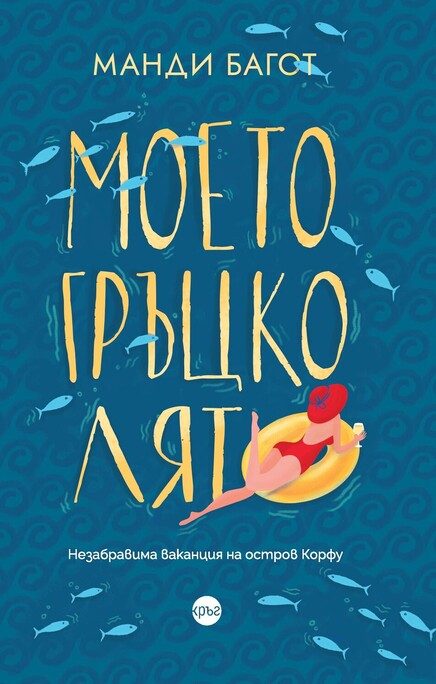 МАНДИ БАГОТ
МОЕТО
ГРЪЦКО
ЛЯТО
Незабравима ваканция на остров Корфу
кръг